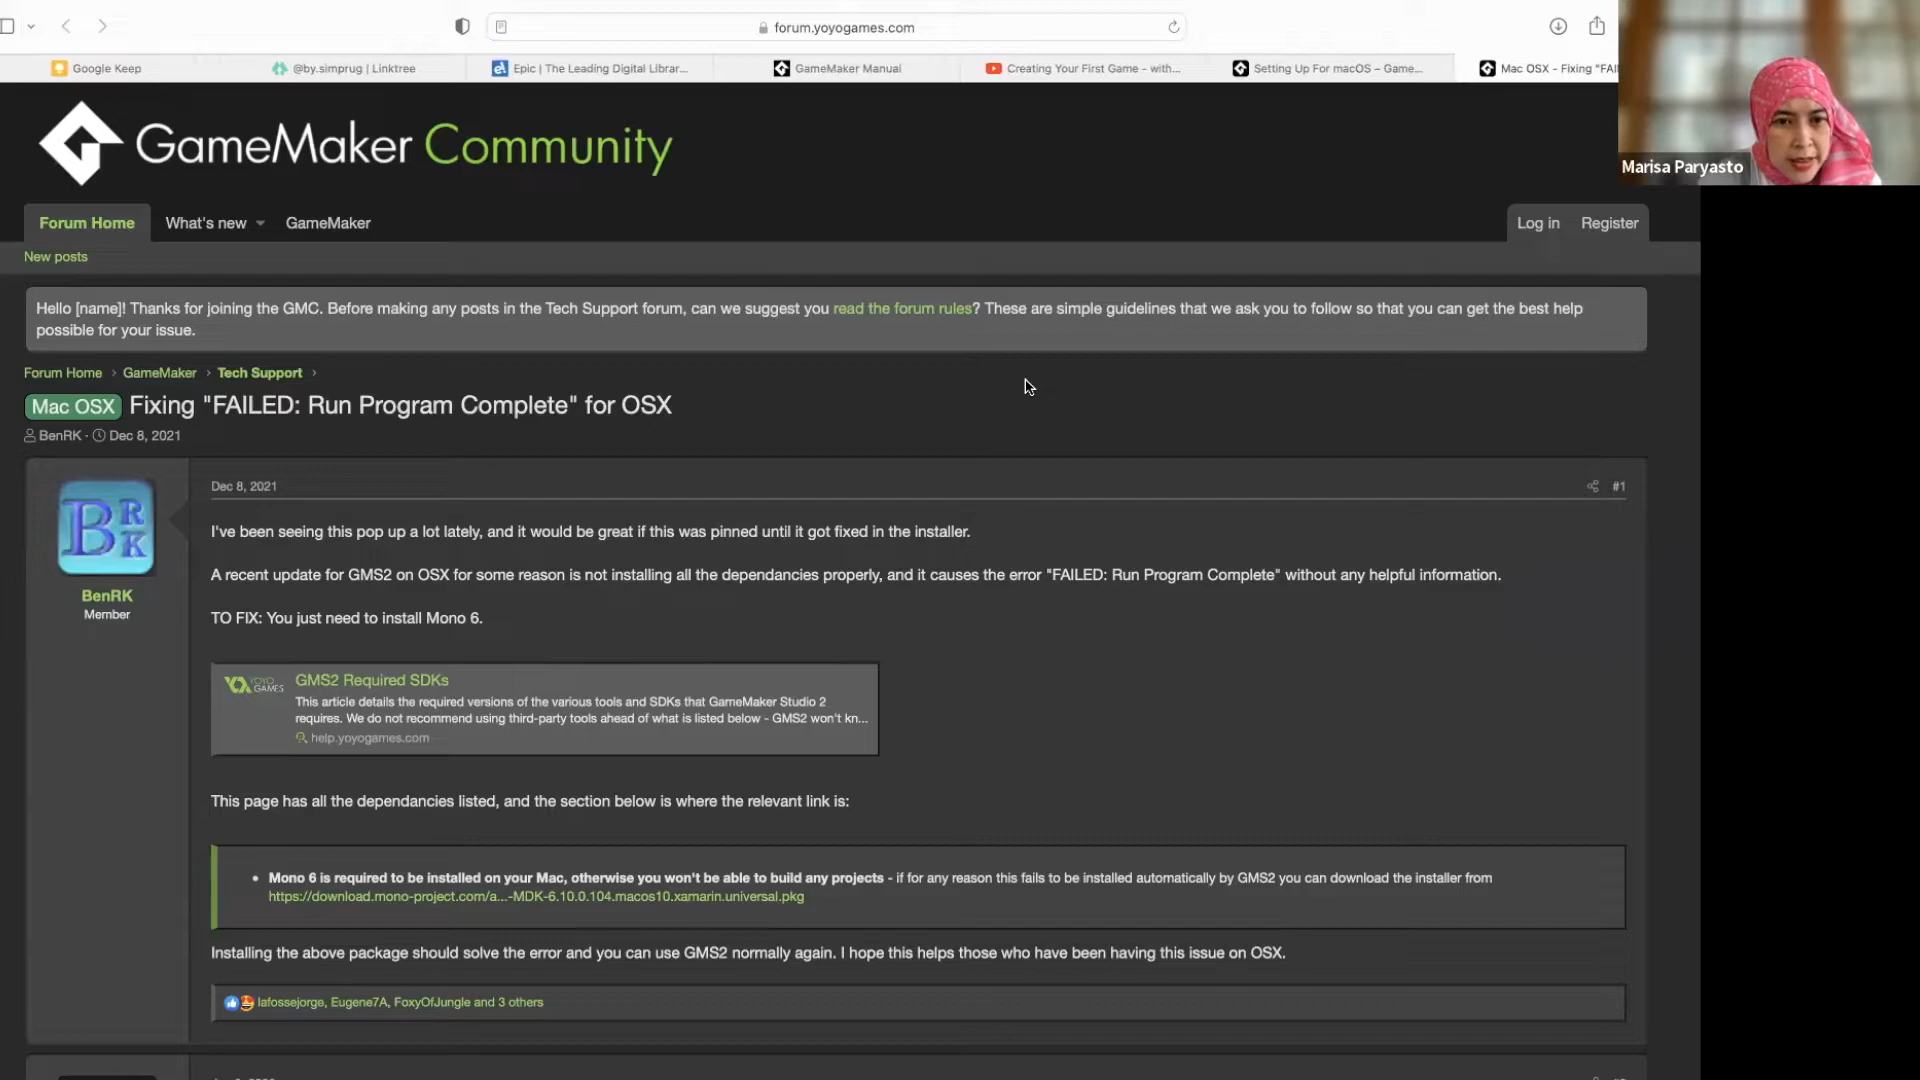 forum.yoyogames.com
Google Keep
@by.simprug | Linktree
Epic | The Leading Digital Librar...
GameMaker Manual
Creating Your First Game - with...
Setting Up For macOS – Game...
Mac OSX - Fixing "FAI
GameMaker Community
Marisa Paryasto
Forum Home
What's new
GameMaker
Log in
Register
New posts
Hello [name]! Thanks for joining the GMC. Before making any posts in the Tech Support forum, can we suggest you read the forum rules? These are simple guidelines that we ask you to follow so that you can get the best help
possible for your issue.
Forum Home > GameMaker > Tech Support >
Mac OSX Fixing "FAILED: Run Program Complete" for OSX
BenRK · Dec 8, 2021
BRK
BenRK
Member
Dec 8, 2021
#1
I've been seeing this pop up a lot lately, and it would be great if this was pinned until it got fixed in the installer.
A recent update for GMS2 on OSX for some reason is not installing all the dependancies properly, and it causes the error "FAILED: Run Program Complete" without any helpful information.
TO FIX: You just need to install Mono 6.
YOYO GAMES
GMS2 Required SDKs
This article details the required versions of the various tools and SDKs that GameMaker Studio 2
requires. We do not recommend using third-party tools ahead of what is listed below - GMS2 won't kn...
help.yoyogames.com
This page has all the dependancies listed, and the section below is where the relevant link is:
• Mono 6 is required to be installed on your Mac, otherwise you won't be able to build any projects - if for any reason this fails to be installed automatically by GMS2 you can download the installer from
https://download.mono-project.com/a...-MDK-6.10.0.104.macos10.xamarin.universal.pkg
Installing the above package should solve the error and you can use GMS2 normally again. I hope this helps those who have been having this issue on OSX.
lafossejorge, Eugene7A, FoxyOfJungle and 3 others